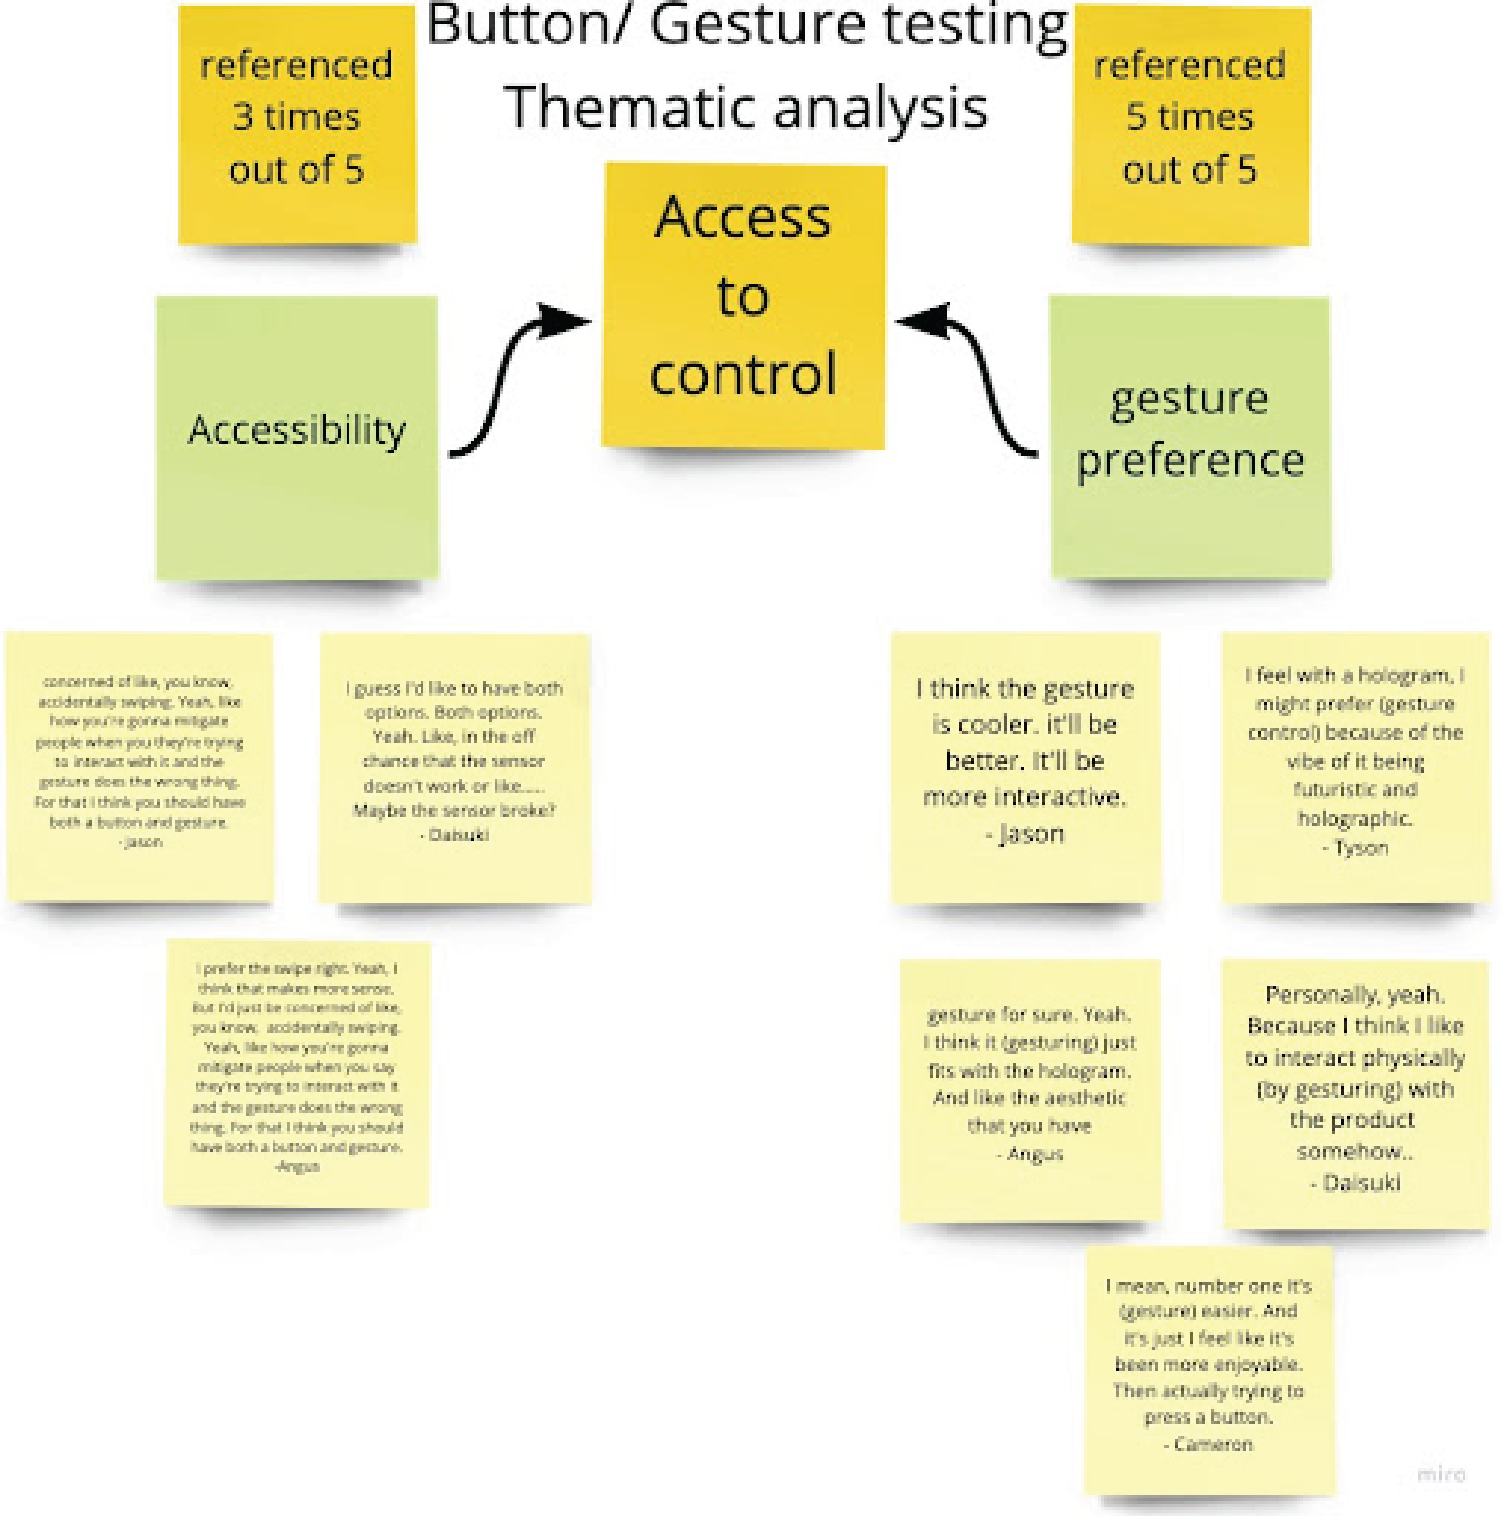 Button/ Gesture testing
Thematic analysis
referenced
3 times
out of 5
referenced
5 times
out of 5
Access
to
control
Accessibility
gesture
preference
concerned of like, you know,
accidentally swiping. Yeah, like
how you're gonna mitigate
people when you they're trying
to interact with it and the
gesture does the wrong thing.
For that I think you should have
both a button and gesture.
- Jason
I guess I'd like to have both
options. Both options.
Yeah. Like, in the off
chance that the sensor
doesn't work or like.....
Maybe the sensor broke?
- Daisuki
I prefer the swipe right. Yeah, I
think that makes more sense.
But I'd just be concerned of like,
you know, accidentally swiping.
Yeah, like how you're gonna
mitigate people when you say
they're trying to interact with it
and the gesture does the wrong
thing. For that I think you should
have both a button and gesture.
-Angus
I think the gesture
is cooler. it'll be
better. It'll be
more interactive.
- Jason
I feel with a hologram, I
might prefer (gesture
control) because of the
vibe of it being
futuristic and
holographic.
- Tyson
gesture for sure. Yeah.
I think it (gesturing) just
fits with the hologram.
And like the aesthetic
that you have
- Angus
Personally, yeah.
Because I think I like
to interact physically
(by gesturing) with
the product
somehow..
- Daisuki
I mean, number one it's
(gesture) easier. And
it's just I feel like it's
been more enjoyable.
Then actually trying to
press a button.
- Cameron
miro